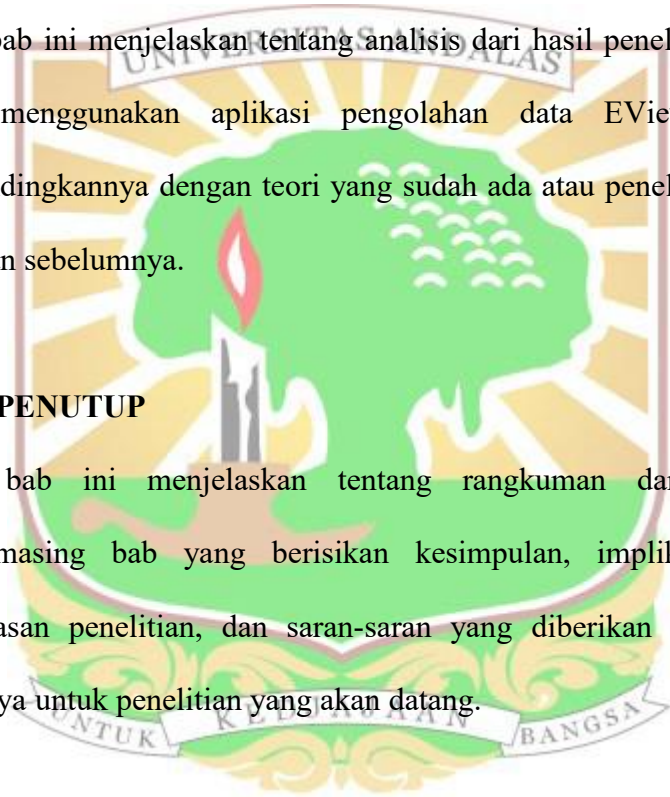 UNIVERSITAS ANDALAS
bab ini menjelaskan tentang analisis dari hasil penel
menggunakan aplikasi pengolahan data EVie
dingkannya dengan teori yang sudah ada atau penel
n sebelumnya.
PENUTUP
bab ini menjelaskan tentang rangkuman dar
masing bab yang berisikan kesimpulan, implik
asan penelitian, dan saran-saran yang diberikan
ya untuk penelitian yang akan datang.
UNTUK KEDJAJAAN BANGSA